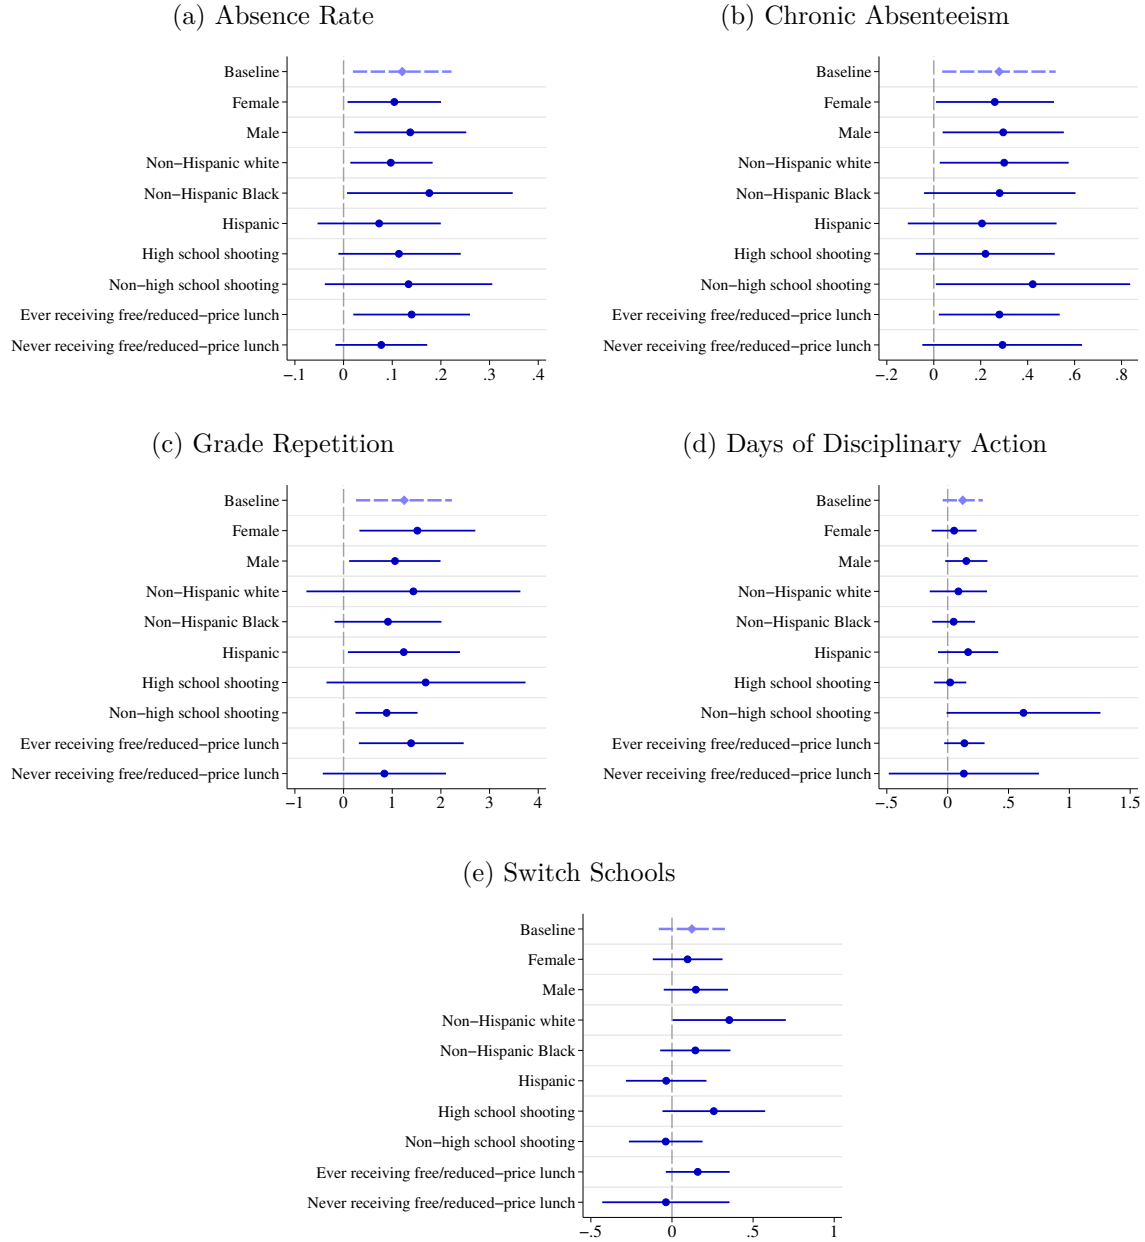 (a) Absence Rate
Baseline
Female
Male
Non−Hispanic white
Non−Hispanic Black
Hispanic
High school shooting
Non−high school shooting
Ever receiving free/reduced−price lunch
Never receiving free/reduced−price lunch
−.1 0 .1 .2 .3 .4
(b) Chronic Absenteeism
Baseline
Female
Male
Non−Hispanic white
Non−Hispanic Black
Hispanic
High school shooting
Non−high school shooting
Ever receiving free/reduced−price lunch
Never receiving free/reduced−price lunch
−.2 0 .2 .4 .6 .8
(c) Grade Repetition
Baseline
Female
Male
Non−Hispanic white
Non−Hispanic Black
Hispanic
High school shooting
Non−high school shooting
Ever receiving free/reduced−price lunch
Never receiving free/reduced−price lunch
−1 0 1 2 3 4
(d) Days of Disciplinary Action
Baseline
Female
Male
Non−Hispanic white
Non−Hispanic Black
Hispanic
High school shooting
Non−high school shooting
Ever receiving free/reduced−price lunch
Never receiving free/reduced−price lunch
−.5 0 .5 1 1.5
(e) Switch Schools
Baseline
Female
Male
Non−Hispanic white
Non−Hispanic Black
Hispanic
High school shooting
Non−high school shooting
Ever receiving free/reduced−price lunch
Never receiving free/reduced−price lunch
−.5 0 .5 1